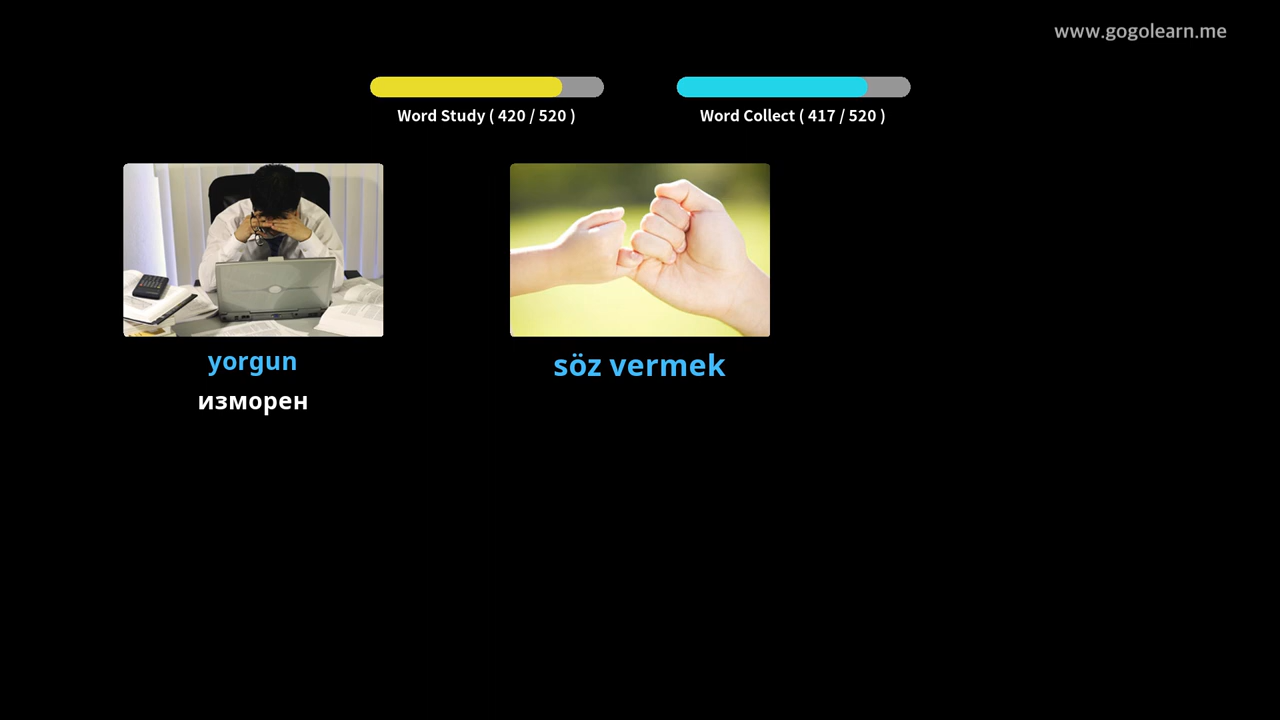 www.gogolearn.me
Word Study ( 420 / 520 )
Word Collect ( 417 / 520 )
yorgun
изморен
söz vermek